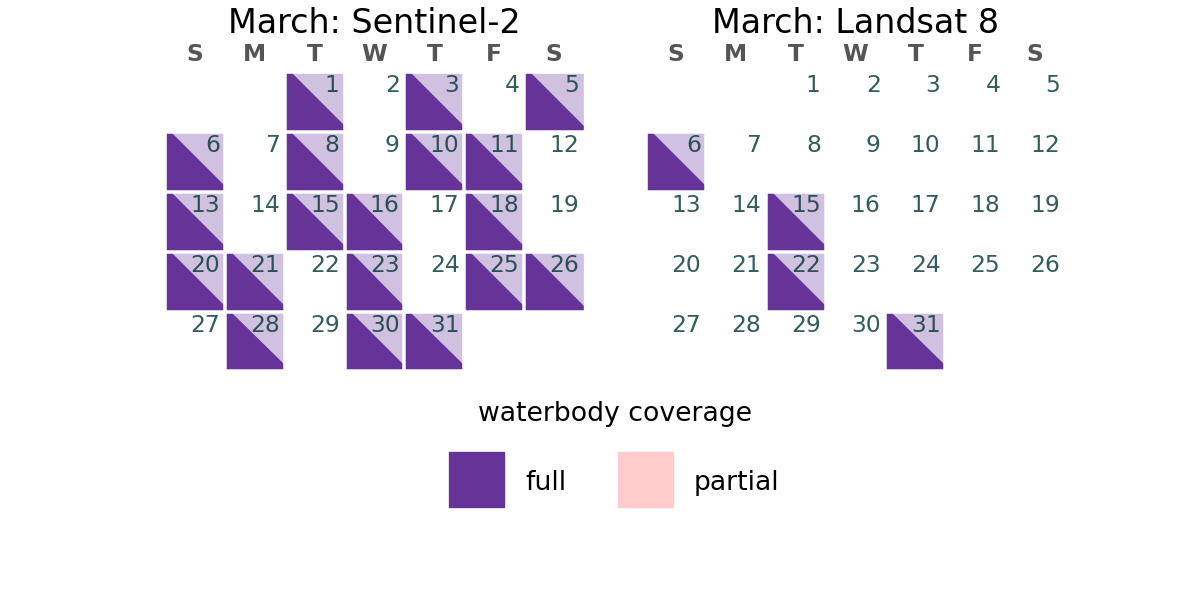 March: Sentinel-2
S M T W T F S
1 2 3 4 5
6 7 8 9 10 11 12
13 14 15 16 17 18 19
20 21 22 23 24 25 26
27 28 29 30 31
March: Landsat 8
S M T W T F S
1 2 3 4 5
6 7 8 9 10 11 12
13 14 15 16 17 18 19
20 21 22 23 24 25 26
27 28 29 30 31
waterbody coverage
full partial